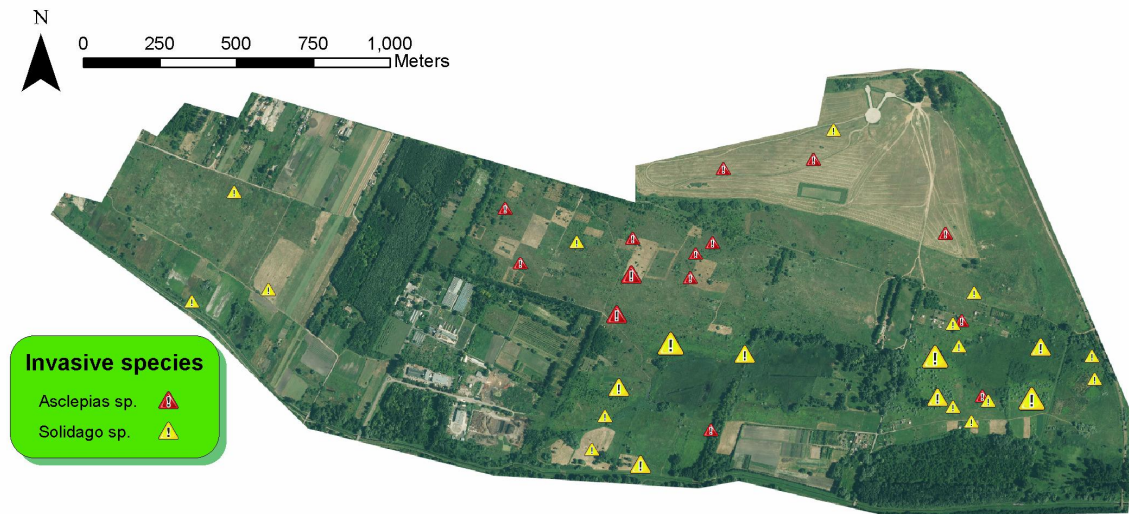 N
0 250 500 750 1,000
Meters
Invasive species
Asclepias sp.
Solidago sp.